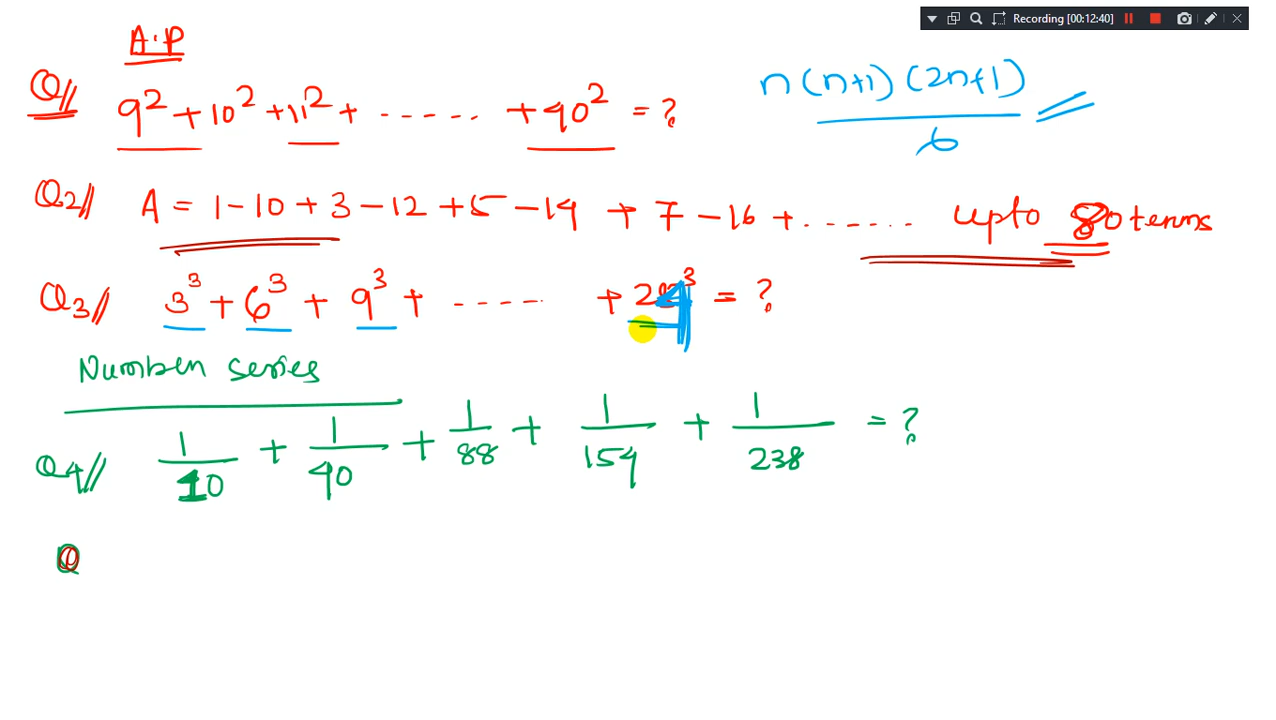 Recording [00:12:40]
A.P
Q1// 9² + 10² + 11² + ...... + 40² = ?
n(n+1)(2n+1)
6
Q2// A = 1 - 10 + 3 - 12 + 5 - 14 + 7 - 16 + ....... upto 80 terms
Q3// 3³ + 6³ + 9³ + ...... + 24³ = ?
Number series
Q4// 1/10 + 1/40 + 1/88 + 1/154 + 1/238 = ?
Q